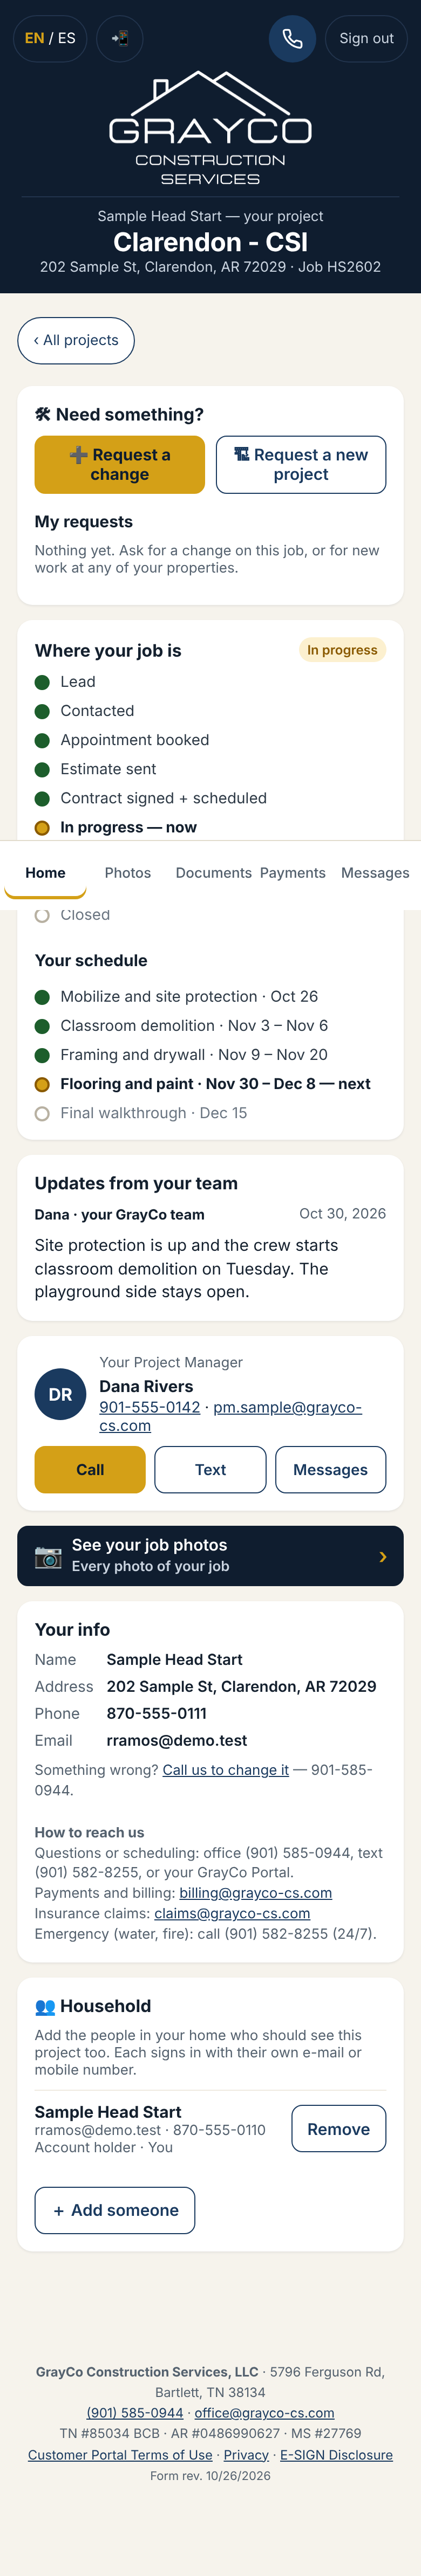 EN / ES
Sign out
GRAYCO
CONSTRUCTION
SERVICES
Sample Head Start — your project
Clarendon - CSI
202 Sample St, Clarendon, AR 72029 · Job HS2602
‹ All projects
🛠 Need something?
➕ Request a
change
🏗 Request a new
project
My requests
Nothing yet. Ask for a change on this job, or for new
work at any of your properties.
Where your job is
In progress
Lead
Contacted
Appointment booked
Estimate sent
Contract signed + scheduled
In progress — now
Home
Photos
Documents
Payments
Messages
Closed
Your schedule
Mobilize and site protection · Oct 26
Classroom demolition · Nov 3 – Nov 6
Framing and drywall · Nov 9 – Nov 20
Flooring and paint · Nov 30 – Dec 8 — next
Final walkthrough · Dec 15
Updates from your team
Dana · your GrayCo team
Oct 30, 2026
Site protection is up and the crew starts
classroom demolition on Tuesday. The
playground side stays open.
Your Project Manager
DR
Dana Rivers
901-555-0142 · pm.sample@grayco-
cs.com
Call
Text
Messages
See your job photos
Every photo of your job
›
Your info
Name Sample Head Start
Address 202 Sample St, Clarendon, AR 72029
Phone 870-555-0111
Email rramos@demo.test
Something wrong? Call us to change it — 901-585-
0944.
How to reach us
Questions or scheduling: office (901) 585-0944, text
(901) 582-8255, or your GrayCo Portal.
Payments and billing: billing@grayco-cs.com
Insurance claims: claims@grayco-cs.com
Emergency (water, fire): call (901) 582-8255 (24/7).
👥 Household
Add the people in your home who should see this
project too. Each signs in with their own e-mail or
mobile number.
Sample Head Start
rramos@demo.test · 870-555-0110
Account holder · You
Remove
+ Add someone
GrayCo Construction Services, LLC · 5796 Ferguson Rd,
Bartlett, TN 38134
(901) 585-0944 · office@grayco-cs.com
TN #85034 BCB · AR #0486990627 · MS #27769
Customer Portal Terms of Use · Privacy · E-SIGN Disclosure
Form rev. 10/26/2026